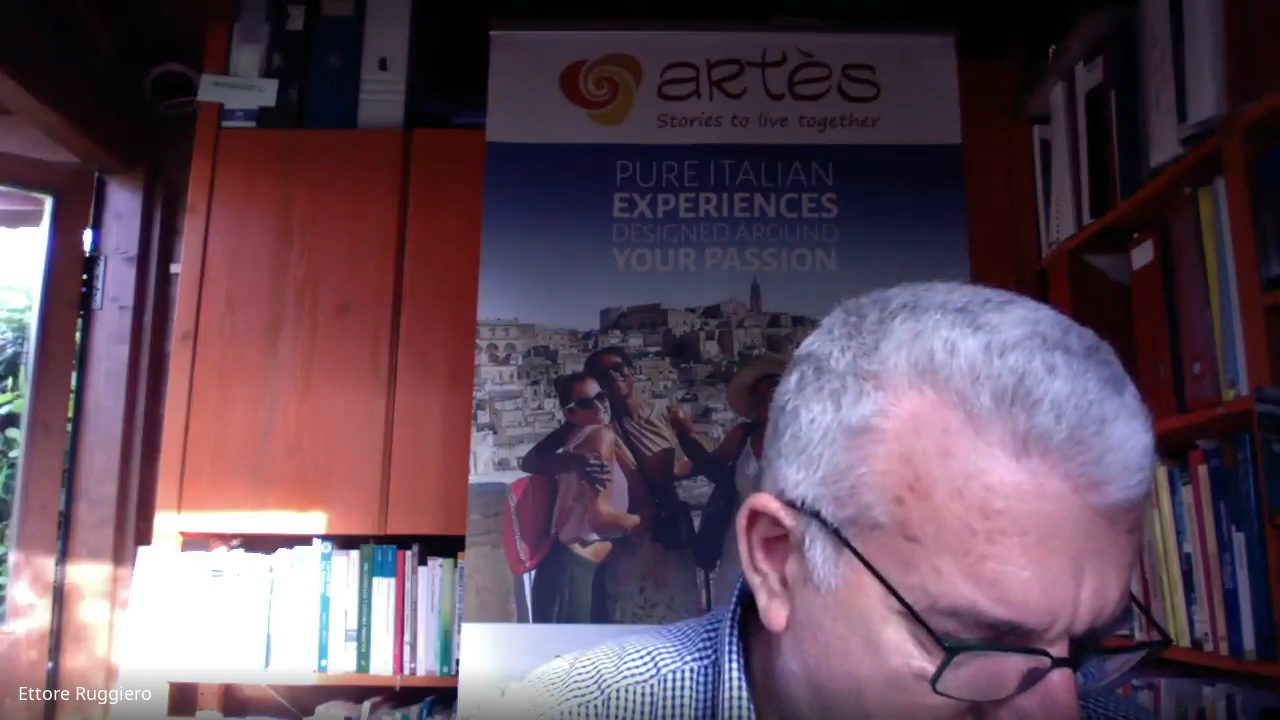 artès
Stories to live together
PURE ITALIAN
EXPERIENCES
DESIGNED AROUND
YOUR PASSION
Ettore Ruggiero